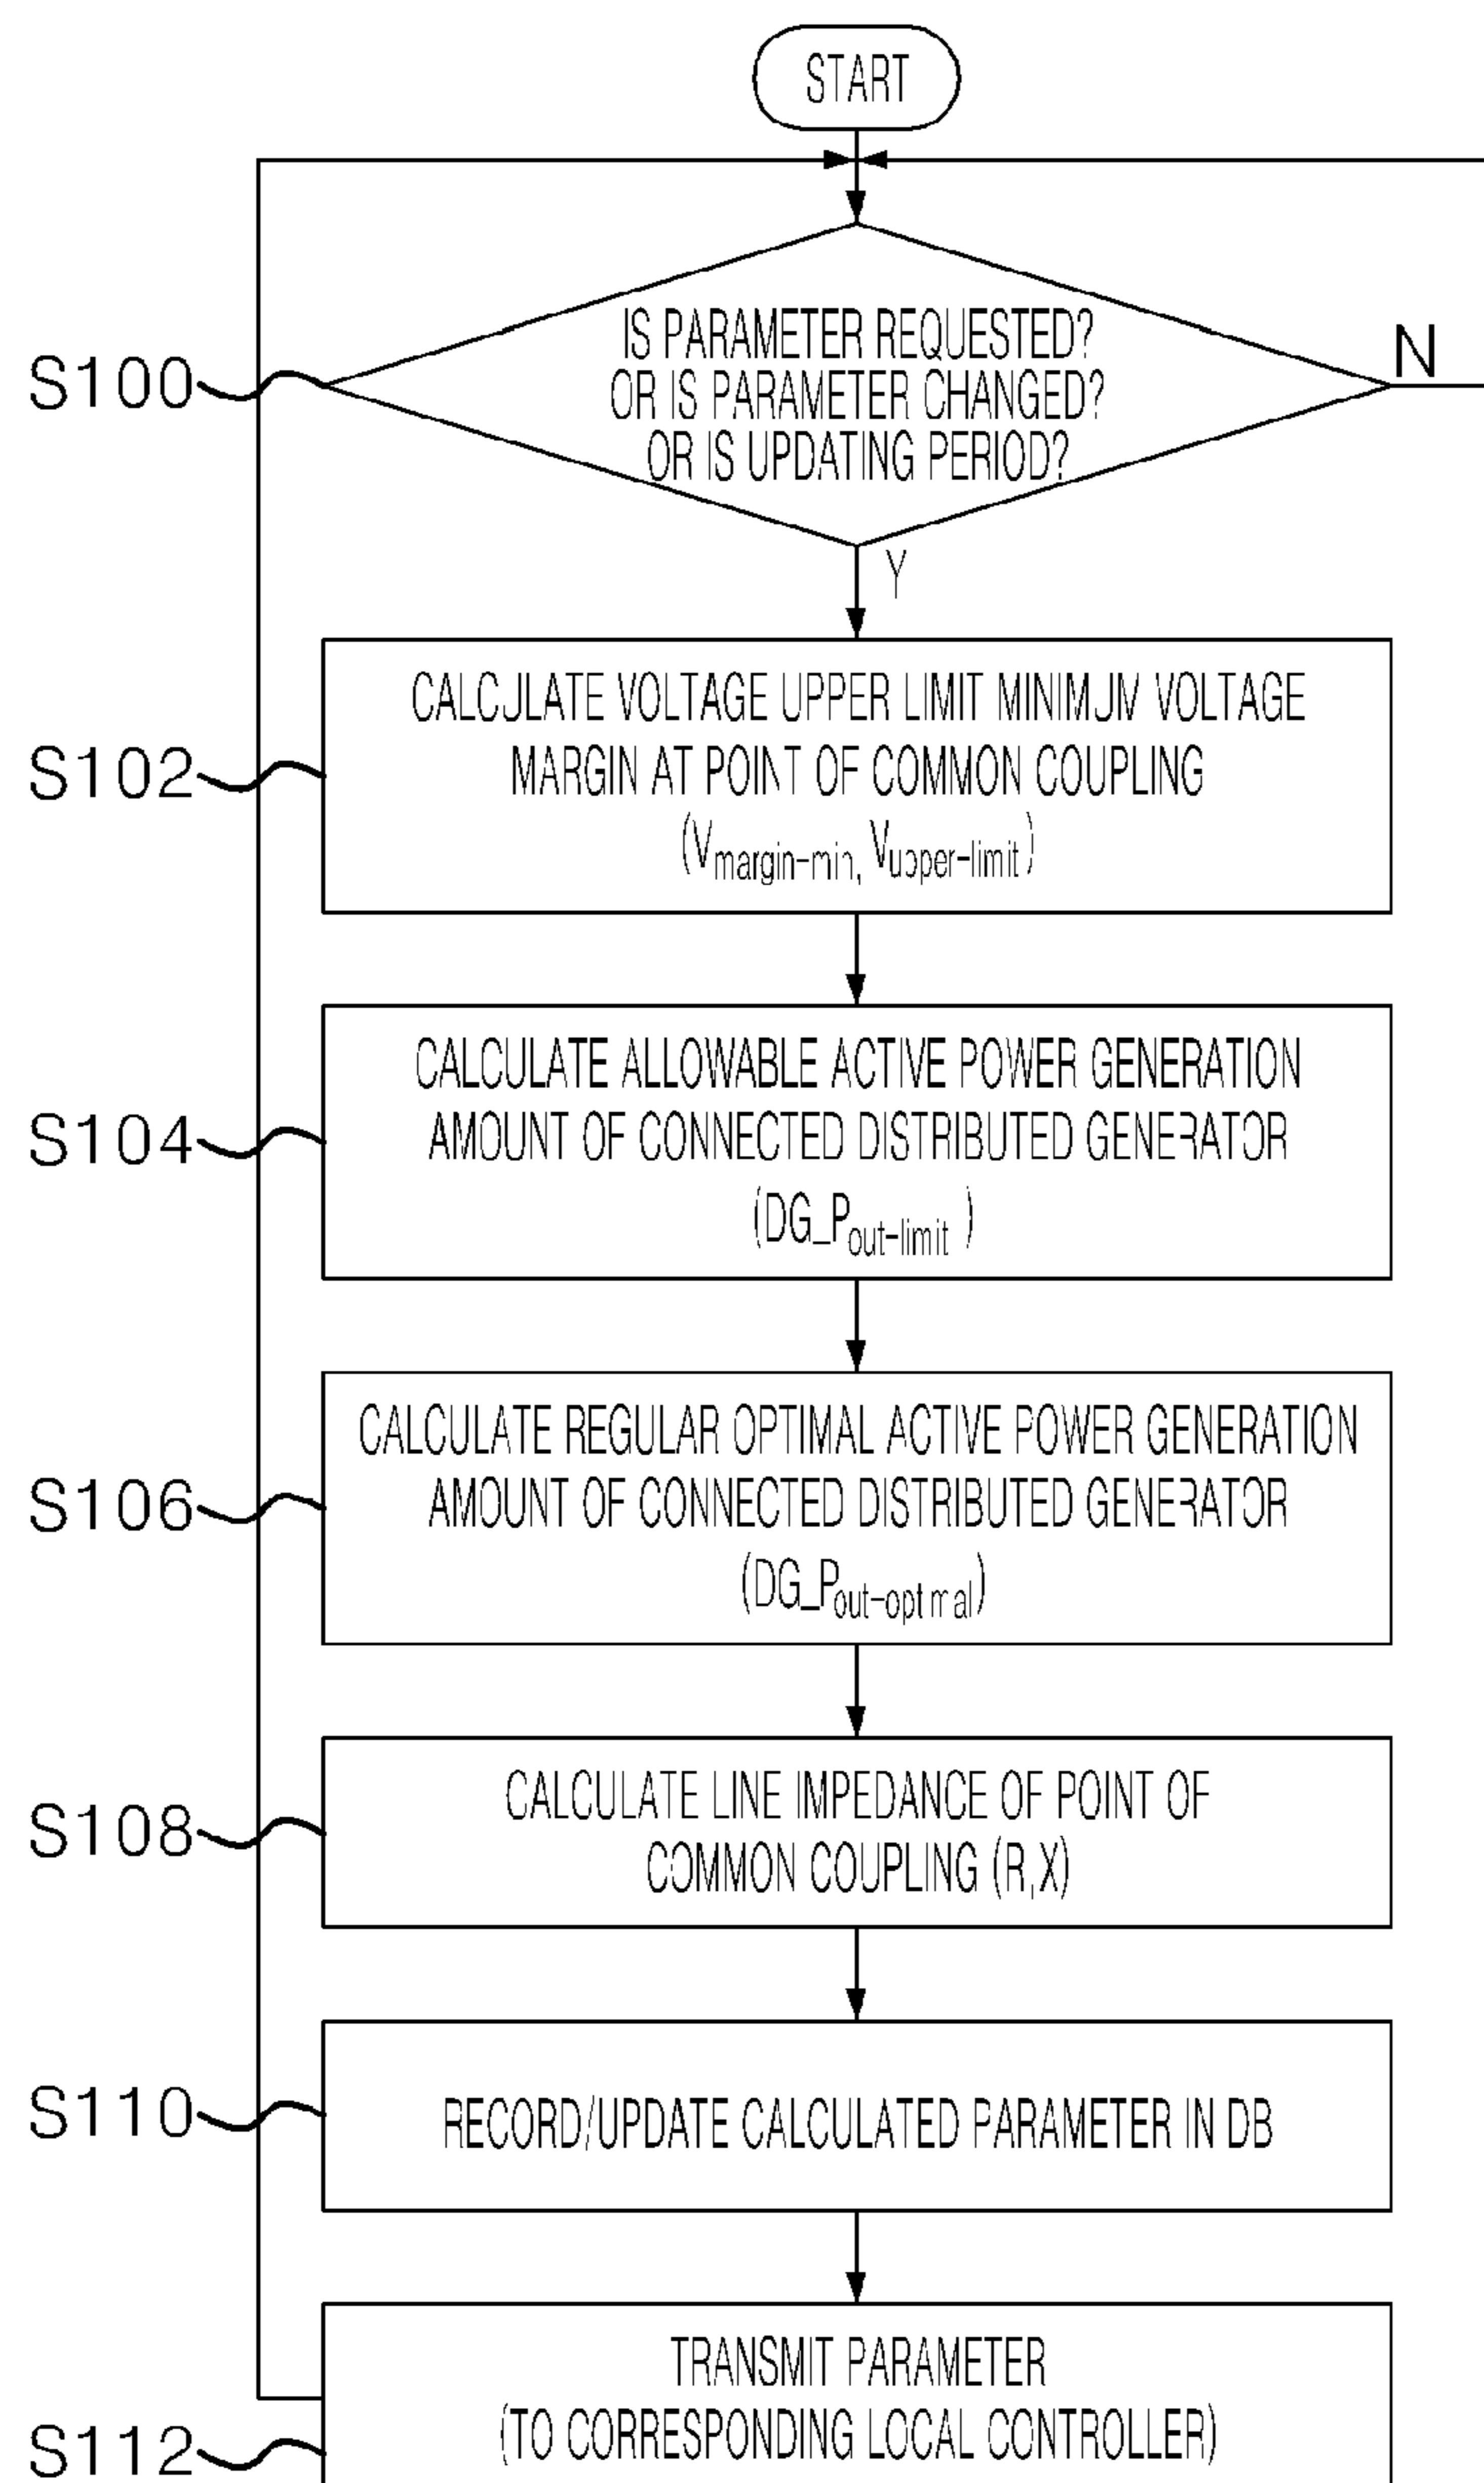 START
S100
IS PARAMETER REQUESTED?
OR IS PARAMETER CHANGED?
OR IS UPDATING PERIOD?
N
Y
S102
CALCULATE VOLTAGE UPPER LIMIT MINIMUM VOLTAGE
MARGIN AT POINT OF COMMON COUPLING
(Vmargin-min, Vupper-limit)
S104
CALCULATE ALLOWABLE ACTIVE POWER GENERATION
AMOUNT OF CONNECTED DISTRIBUTED GENERATOR
(DG_Pout-limit )
S106
CALCULATE REGULAR OPTIMAL ACTIVE POWER GENERATION
AMOUNT OF CONNECTED DISTRIBUTED GENERATOR
(DG_Pout-optimal)
S108
CALCULATE LINE IMPEDANCE OF POINT OF
COMMON COUPLING (R,X)
S110
RECORD/UPDATE CALCULATED PARAMETER IN DB
S112
TRANSMIT PARAMETER
(TO CORRESPONDING LOCAL CONTROLLER)